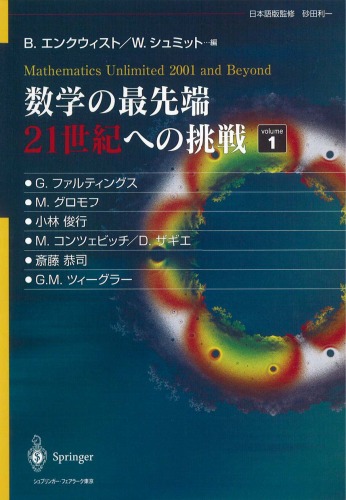 日本語版監修 砂田利一
B. エンクウィスト／W. シュミット…編
Mathematics Unlimited 2001 and Beyond
数学の最先端
21世紀への挑戦 volume 1
●G. ファルティングス
●M. グロモフ
●小林 俊行
●M. コンツェビッチ／D. ザギエ
●斎藤 恭司
●G.M. ツィーグラー
Springer
シュプリンガー・フェアラーク東京